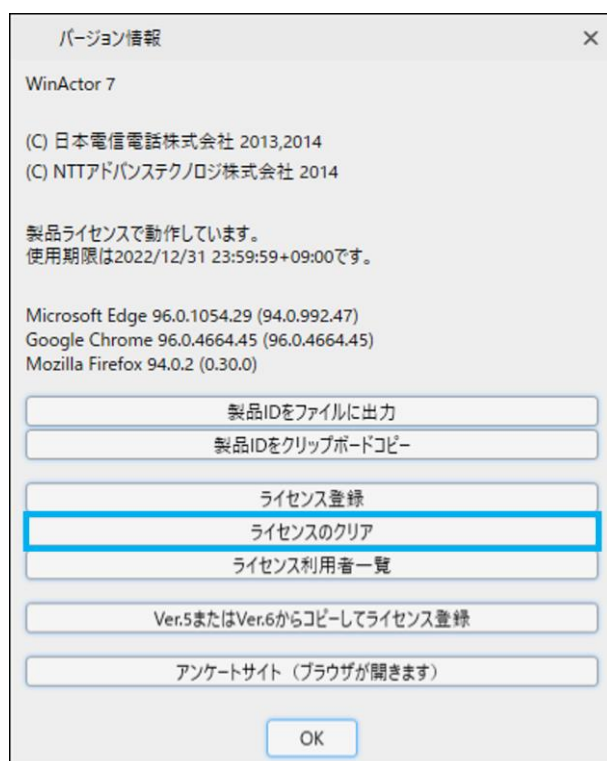 バージョン情報
WinActor 7
(C) 日本電信電話株式会社 2013,2014
(C) NTTアドバンステクノロジ株式会社 2014
製品ライセンスで動作しています。
使用期限は2022/12/31 23:59:59+09:00です。
Microsoft Edge 96.0.1054.29 (94.0.992.47)
Google Chrome 96.0.4664.45 (96.0.4664.45)
Mozilla Firefox 94.0.2 (0.30.0)
製品IDをファイルに出力
製品IDをクリップボードコピー
ライセンス登録
ライセンスのクリア
ライセンス利用者一覧
Ver.5またはVer.6からコピーしてライセンス登録
アンケートサイト（ブラウザが開きます）
OK